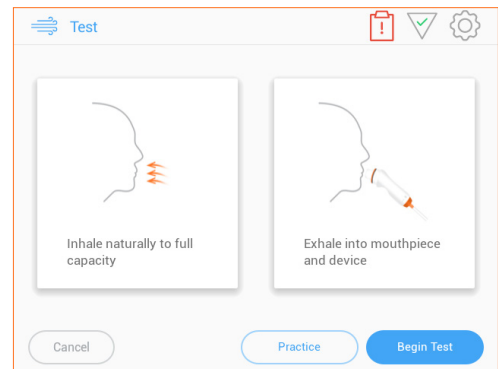 Test
Inhale naturally to full
capacity
Exhale into mouthpiece
and device
Cancel
Practice
Begin Test